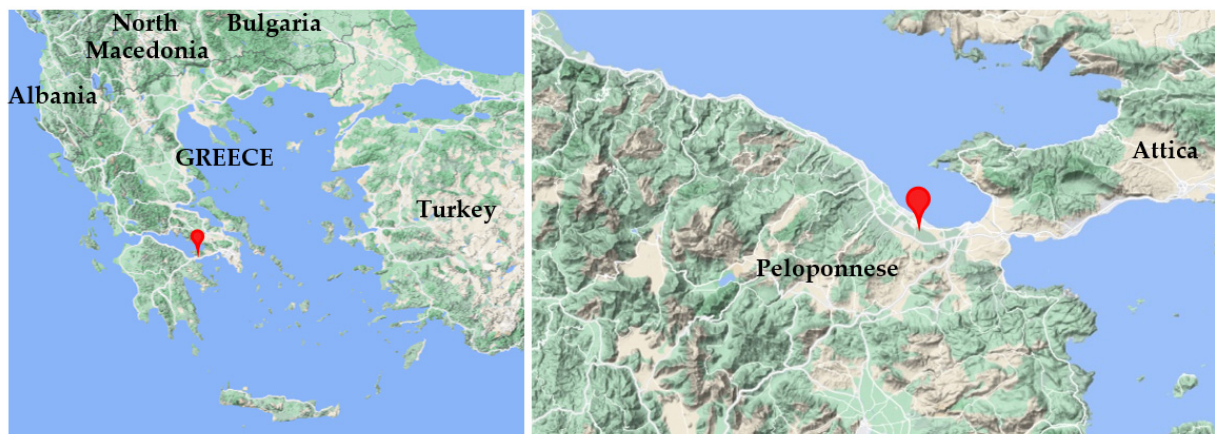 North
Macedonia
Bulgaria
Albania
GREECE
Turkey
Attica
Peloponnese